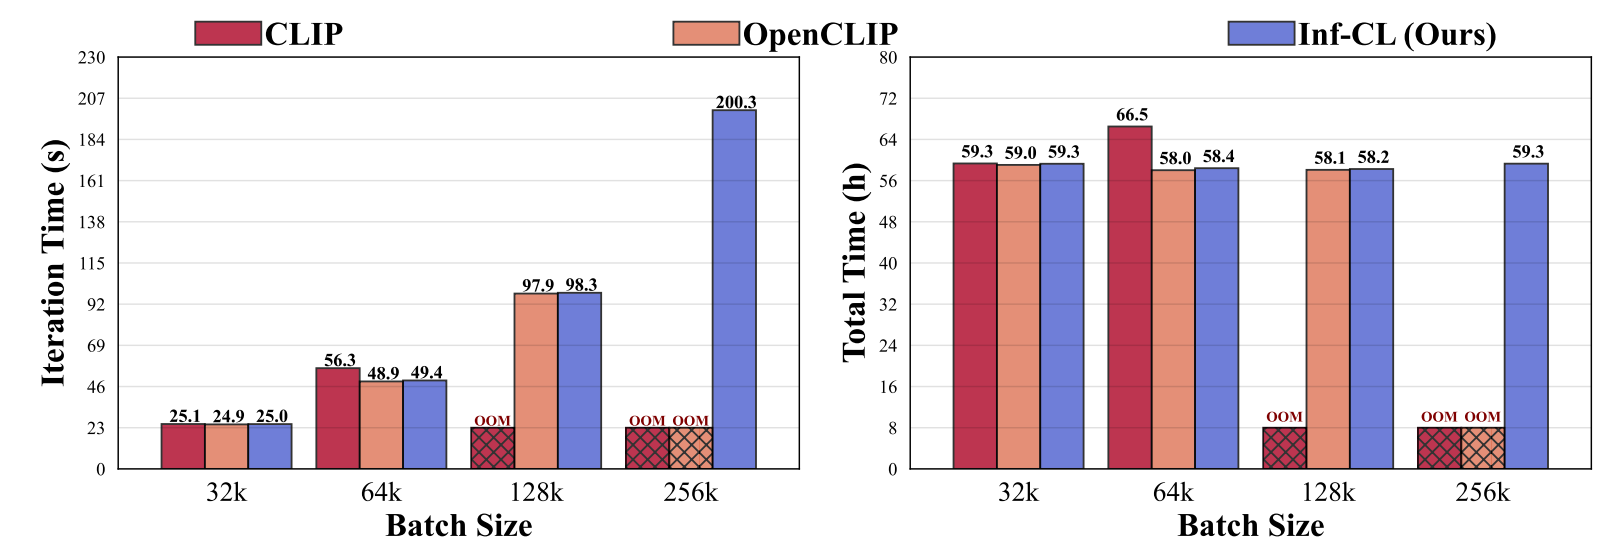 CLIP
OpenCLIP
Inf-CL (Ours)
Iteration Time (s)
230
207
184
161
138
115
92
69
46
23
0
25.1 24.9 25.0
56.3 48.9 49.4
OOM 97.9 98.3
OOM OOM 200.3
32k 64k 128k 256k
Batch Size
Total Time (h)
80
72
64
56
48
40
32
24
16
8
0
59.3 59.0 59.3
66.5 58.0 58.4
OOM 58.1 58.2
OOM OOM 59.3
32k 64k 128k 256k
Batch Size